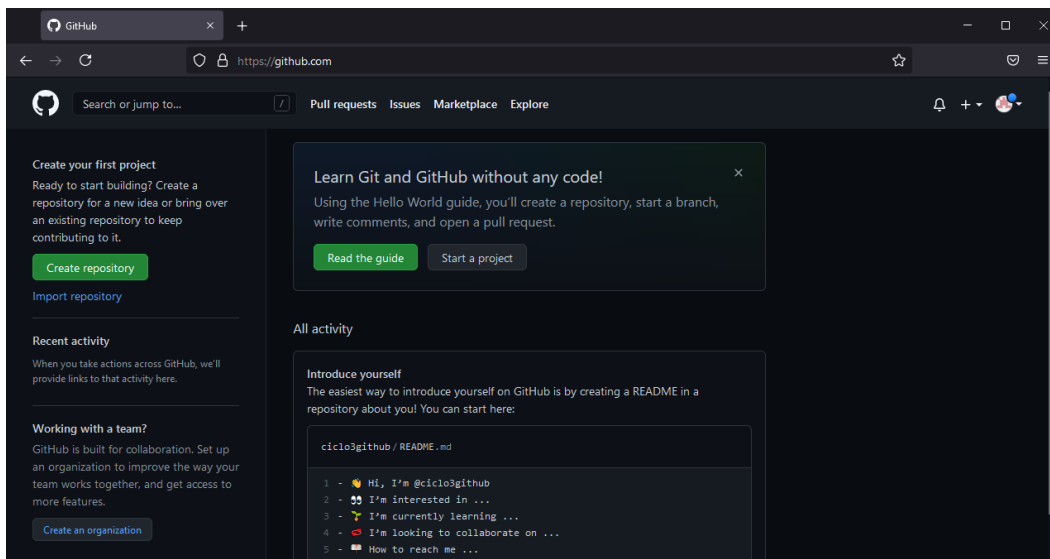 GitHub
https://github.com
Search or jump to...
/
Pull requests Issues Marketplace Explore
Create your first project
Ready to start building? Create a
repository for a new idea or bring over
an existing repository to keep
contributing to it.
Create repository
Import repository
Recent activity
When you take actions across GitHub, we'll
provide links to that activity here.
Working with a team?
GitHub is built for collaboration. Set up
an organization to improve the way your
team works together, and get access to
more features.
Create an organization
Learn Git and GitHub without any code!
Using the Hello World guide, you'll create a repository, start a branch,
write comments, and open a pull request.
Read the guide
Start a project
All activity
Introduce yourself
The easiest way to introduce yourself on GitHub is by creating a README in a
repository about you! You can start here:
ciclo3github / README.md
1 - 👋 Hi, I'm @ciclo3github
2 - 👀 I'm interested in ...
3 - 🌱 I'm currently learning ...
4 - 💞️ I'm looking to collaborate on ...
5 - 📫 How to reach me ...